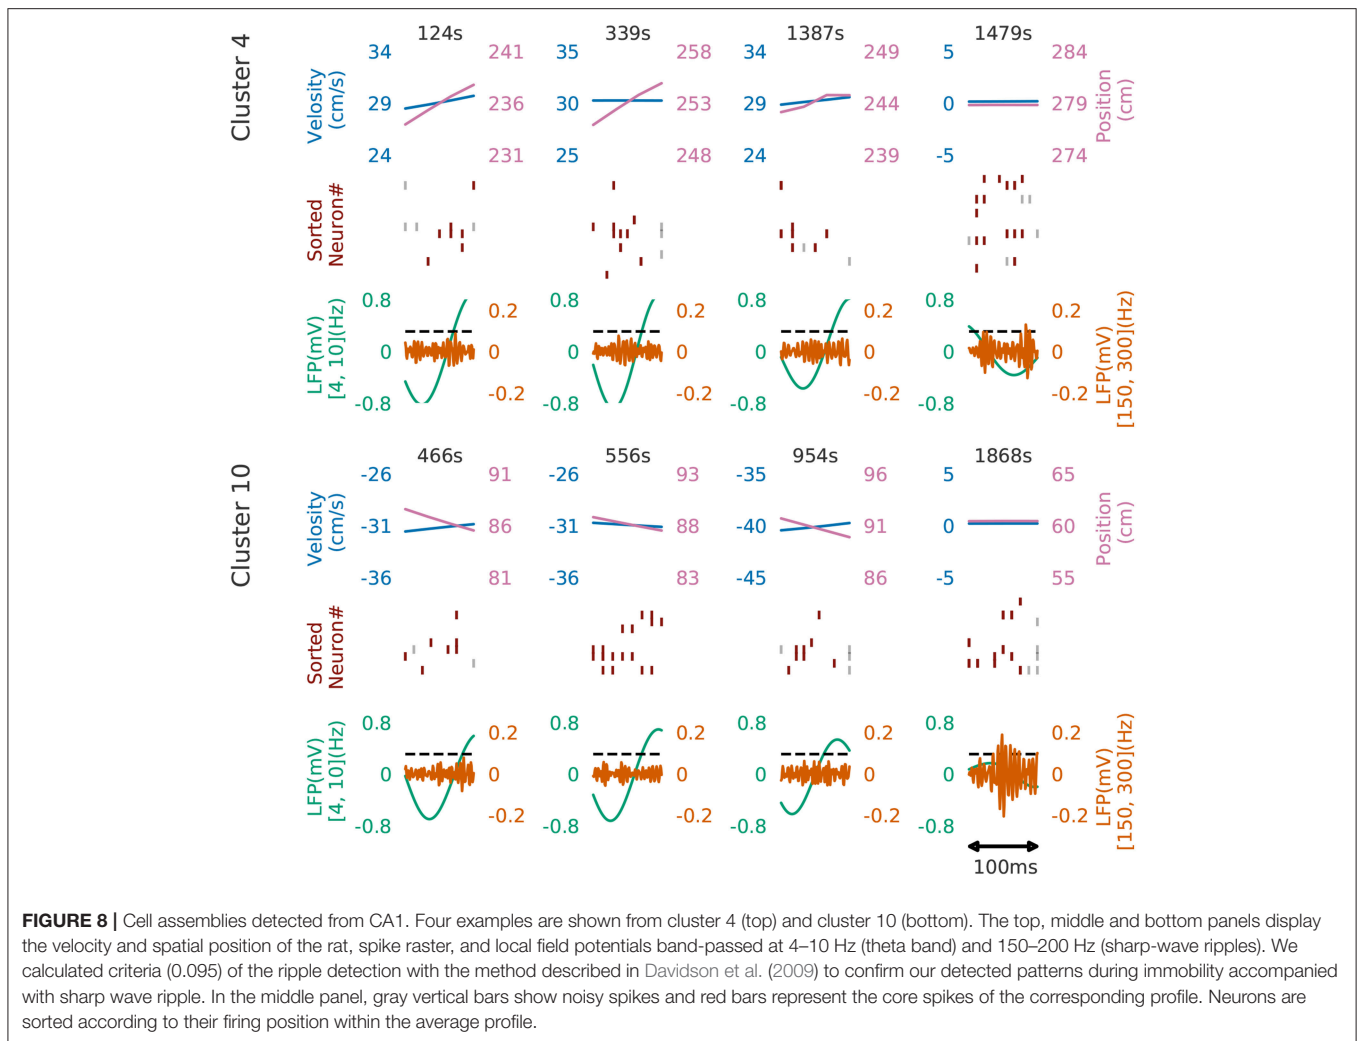 Cluster 4
124s 339s 1387s 1479s
34 241 35 258 34 249 5 284
Velosity
(cm/s)
29 236 30 253 29 244 0 279
Position
(cm)
24 231 25 248 24 239 -5 274
Sorted
Neuron#
LFP(mV)
[4, 10](Hz)
0.8 0.2 0.8 0.2 0.8 0.2 0.8 0.2
0 0 0 0 0 0 0 0
-0.8 -0.2 -0.8 -0.2 -0.8 -0.2 -0.8 -0.2
LFP(mV)
[150, 300](Hz)
Cluster 10
466s 556s 954s 1868s
-26 91 -26 93 -35 96 5 65
Velosity
(cm/s)
-31 86 -31 88 -40 91 0 60
Position
(cm)
-36 81 -36 83 -45 86 -5 55
Sorted
Neuron#
LFP(mV)
[4, 10](Hz)
0.8 0.2 0.8 0.2 0.8 0.2 0.8 0.2
0 0 0 0 0 0 0 0
-0.8 -0.2 -0.8 -0.2 -0.8 -0.2 -0.8 -0.2
LFP(mV)
[150, 300](Hz)
100ms
FIGURE 8 | Cell assemblies detected from CA1. Four examples are shown from cluster 4 (top) and cluster 10 (bottom). The top, middle and bottom panels display
the velocity and spatial position of the rat, spike raster, and local field potentials band-passed at 4–10 Hz (theta band) and 150–200 Hz (sharp-wave ripples). We
calculated criteria (0.095) of the ripple detection with the method described in Davidson et al. (2009) to confirm our detected patterns during immobility accompanied
with sharp wave ripple. In the middle panel, gray vertical bars show noisy spikes and red bars represent the core spikes of the corresponding profile. Neurons are
sorted according to their firing position within the average profile.